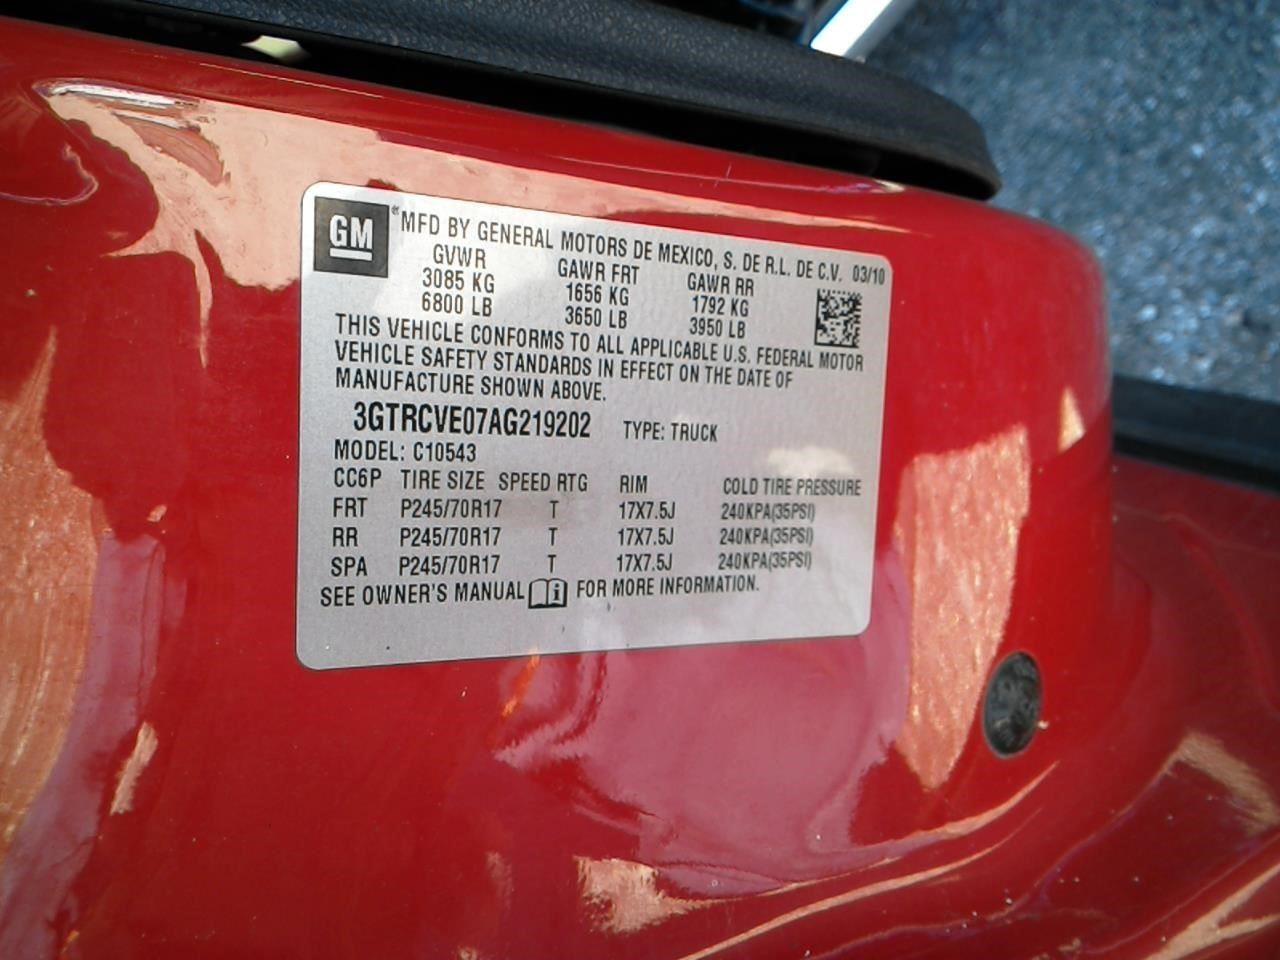 GM ® MFD BY GENERAL MOTORS DE MEXICO, S. DE R.L. DE C.V. 03/10
GVWR GAWR FRT GAWR RR
3085 KG 1656 KG 1792 KG
6800 LB 3650 LB 3950 LB
THIS VEHICLE CONFORMS TO ALL APPLICABLE U.S. FEDERAL MOTOR
VEHICLE SAFETY STANDARDS IN EFFECT ON THE DATE OF
MANUFACTURE SHOWN ABOVE.
3GTRCVE07AG219202 TYPE: TRUCK
MODEL: C10543
CC6P TIRE SIZE SPEED RTG RIM COLD TIRE PRESSURE
FRT P245/70R17 T 17X7.5J 240KPA(35PSI)
RR P245/70R17 T 17X7.5J 240KPA(35PSI)
SPA P245/70R17 T 17X7.5J 240KPA(35PSI)
SEE OWNER'S MANUAL i FOR MORE INFORMATION.